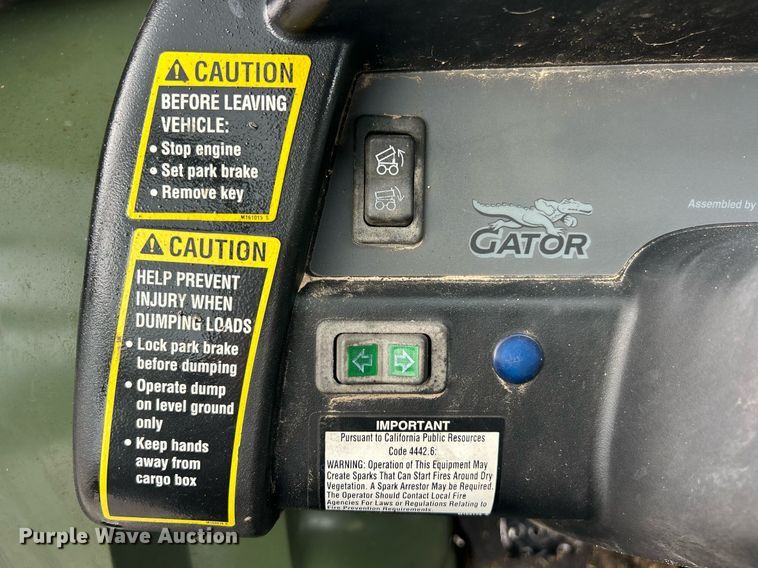 CAUTION
BEFORE LEAVING
VEHICLE:
• Stop engine
• Set park brake
• Remove key
CAUTION
HELP PREVENT
INJURY WHEN
DUMPING LOADS
• Lock park brake
before dumping
• Operate dump
on level ground
only
• Keep hands
away from
cargo box
GATOR
Assembled by
IMPORTANT
Pursuant to California Public Resources
Code 4442.6:
WARNING: Operation of This Equipment May
Create Sparks That Can Start Fires Around Dry
Vegetation. A Spark Arrestor May be Required.
The Operator Should Contact Local Fire
Agencies For Laws or Regulations Relating to
Fire Prevention Requirements.
Purple Wave Auction